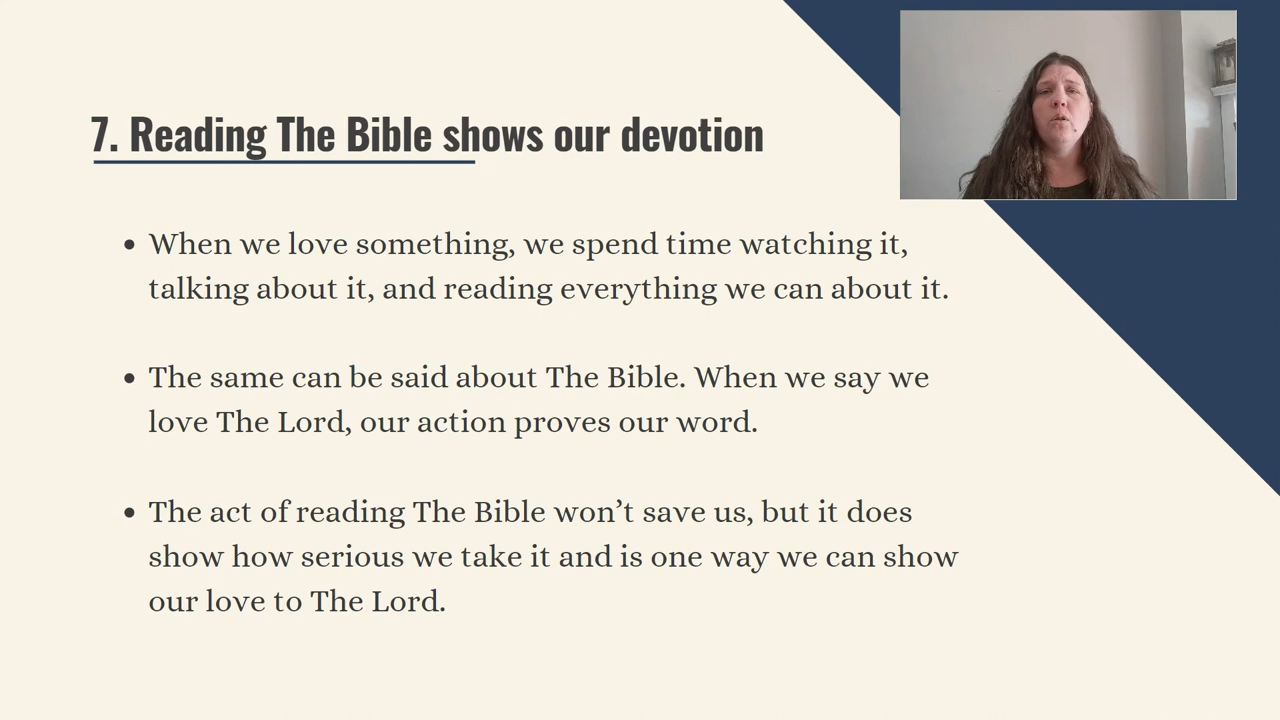 7. Reading The Bible shows our devotion
• When we love something, we spend time watching it,
talking about it, and reading everything we can about it.
• The same can be said about The Bible. When we say we
love The Lord, our action proves our word.
• The act of reading The Bible won’t save us, but it does
show how serious we take it and is one way we can show
our love to The Lord.